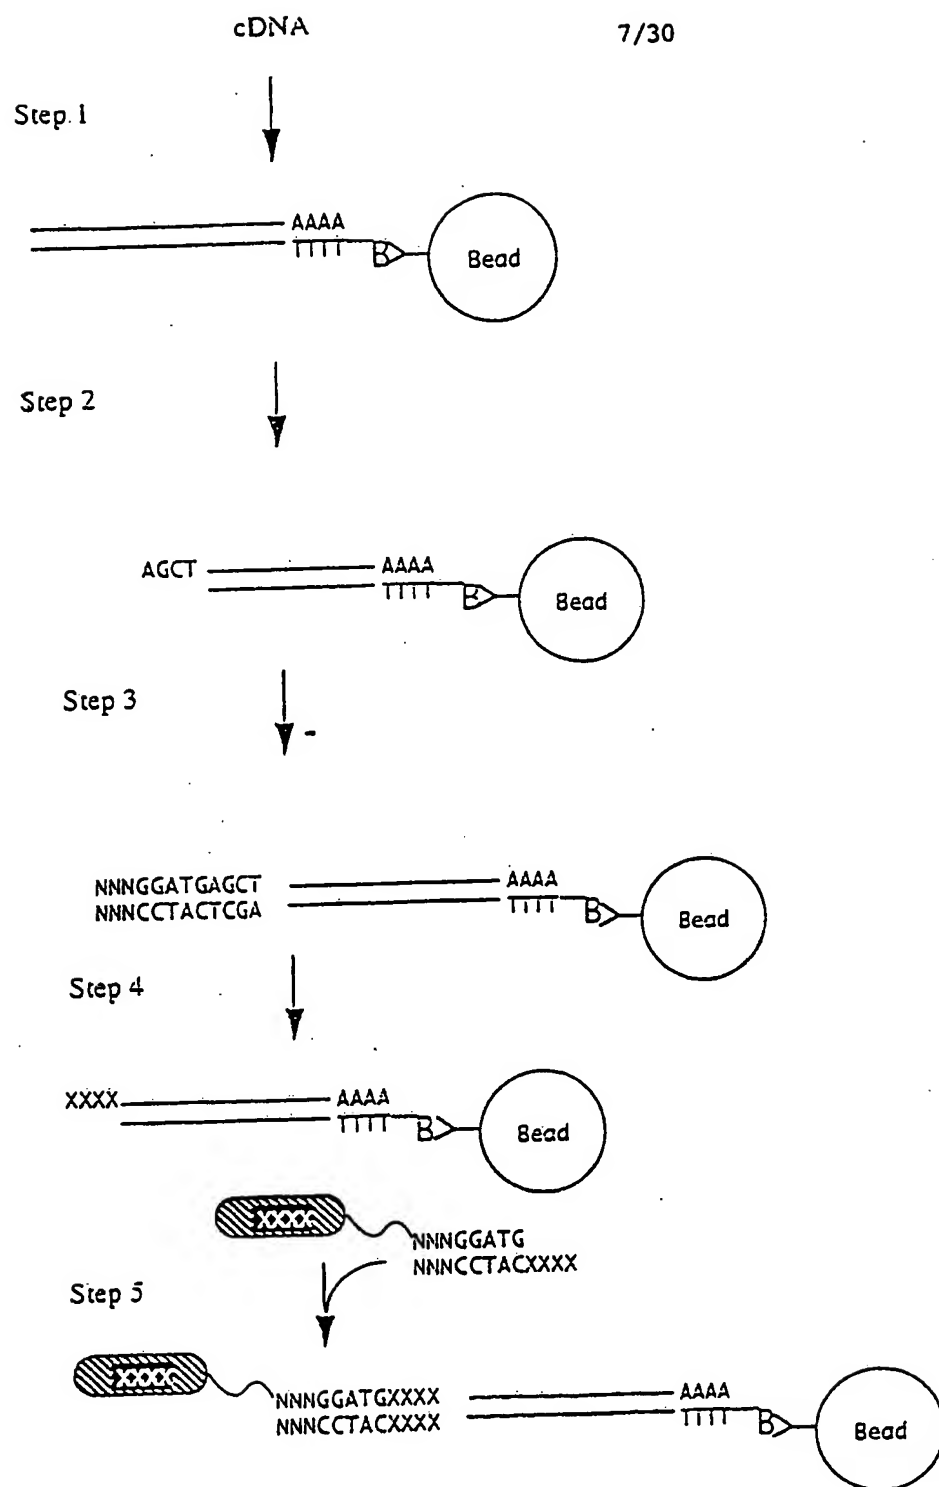 cDNA 7/30
Step 1
AAAA
TTTT B Bead
Step 2
AGCT AAAA
TTTT B Bead
Step 3
NNNGGATGAGCT AAAA
NNNCCTACTCGA TTTT B Bead
Step 4
XXXX AAAA
TTTT B Bead
XXXX
NNNGGATG
NNNCCTACXXXX
Step 5
XXXX
NNNGGATGXXXX AAAA
NNNCCTACXXXX TTTT B Bead